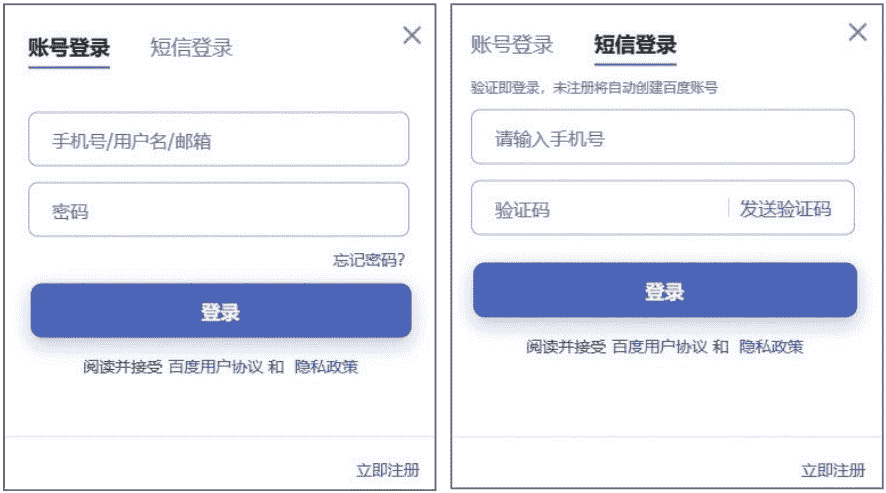 账号登录 短信登录
手机号/用户名/邮箱
密码
忘记密码?
登录
阅读并接受 百度用户协议 和 隐私政策
立即注册
账号登录 短信登录
验证即登录，未注册将自动创建百度账号
请输入手机号
验证码 发送验证码
登录
阅读并接受 百度用户协议 和 隐私政策
立即注册